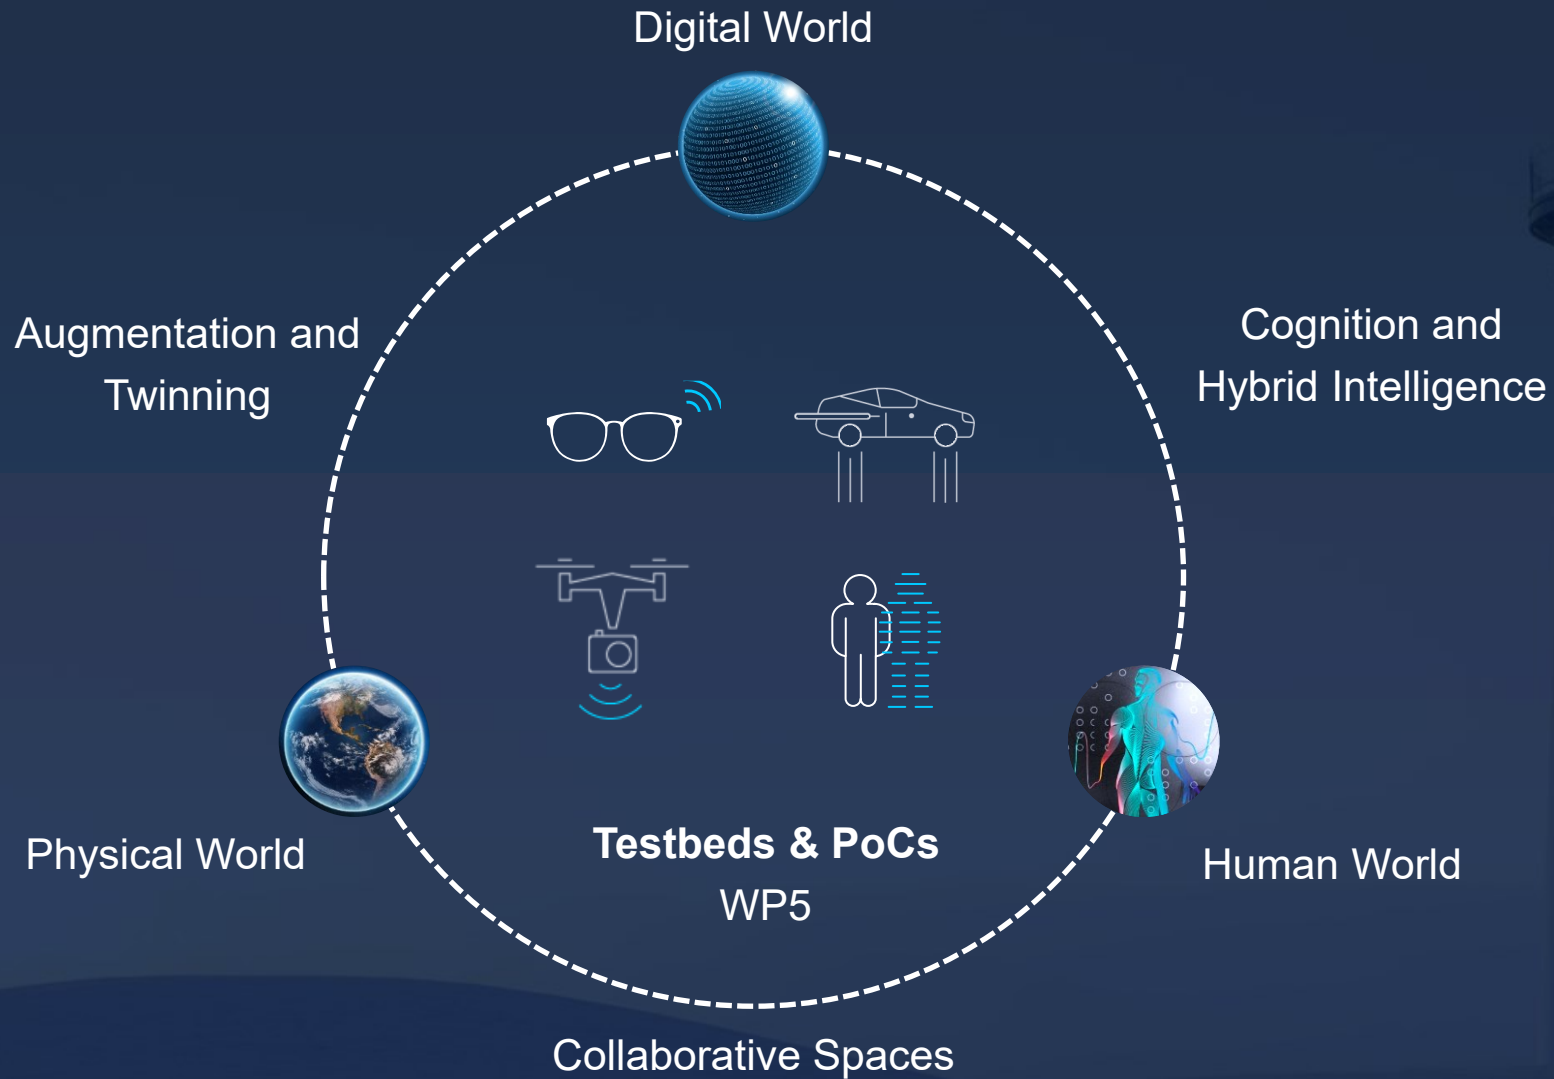 Digital World
Augmentation and
Twinning
Cognition and
Hybrid Intelligence
Physical World
Testbeds & PoCs
WP5
Human World
Collaborative Spaces